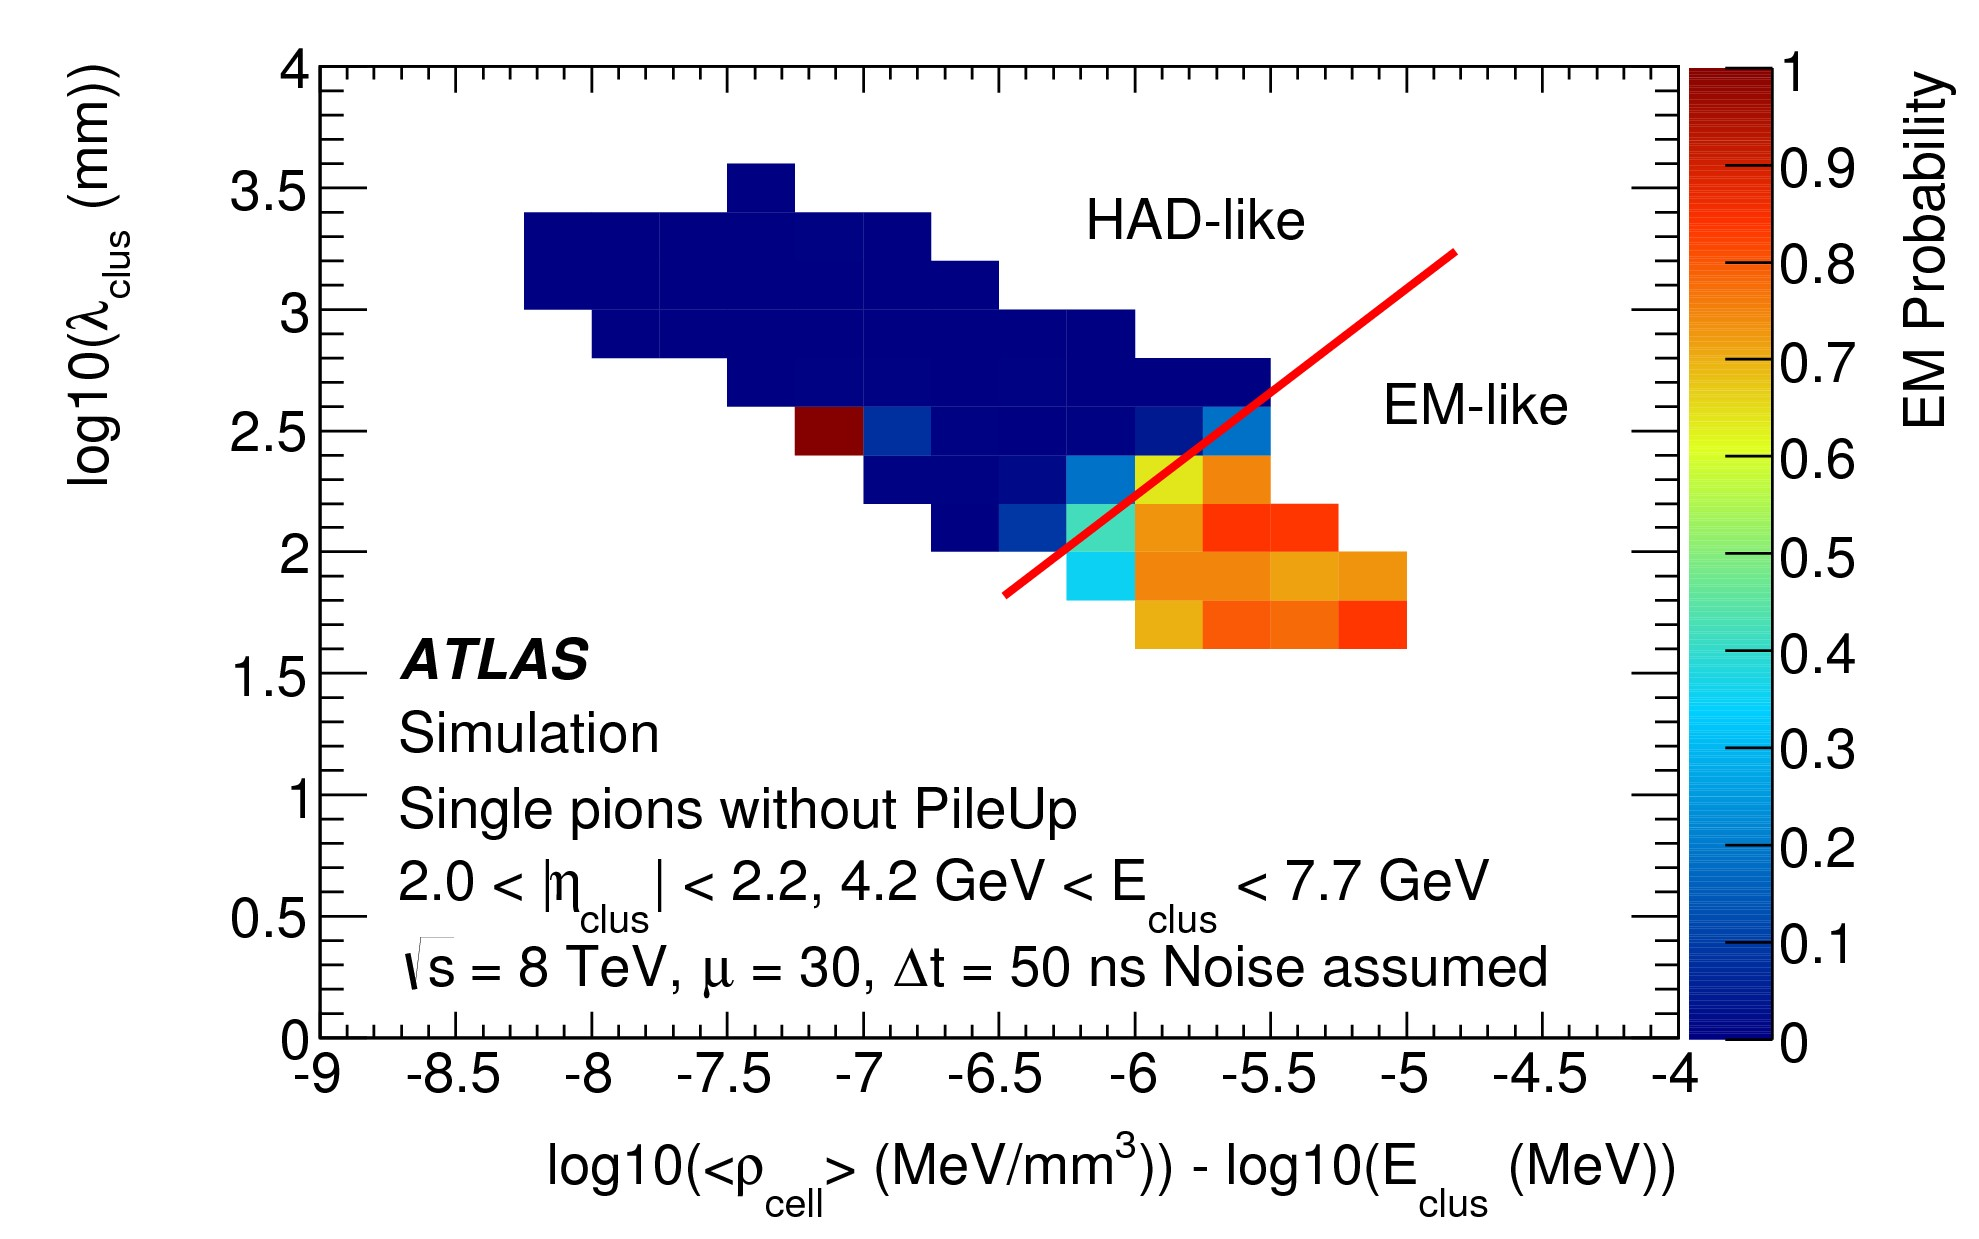 log10(λclus (mm))
4
3.5
3
2.5
2
1.5
1
0.5
0
HAD-like
EM-like
ATLAS
Simulation
Single pions without PileUp
2.0 < |ηclus| < 2.2, 4.2 GeV < Eclus < 7.7 GeV
√s = 8 TeV, μ = 30, Δt = 50 ns Noise assumed
-9 -8.5 -8 -7.5 -7 -6.5 -6 -5.5 -5 -4.5 -4
log10(<ρcell> (MeV/mm³)) - log10(Eclus (MeV))
1
0.9
0.8
0.7
0.6
0.5
0.4
0.3
0.2
0.1
0
EM Probability